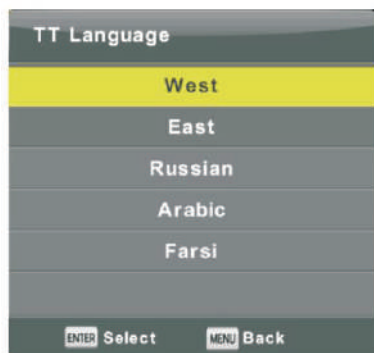 TT Language
West
East
Russian
Arabic
Farsi
ENTER Select MENU Back